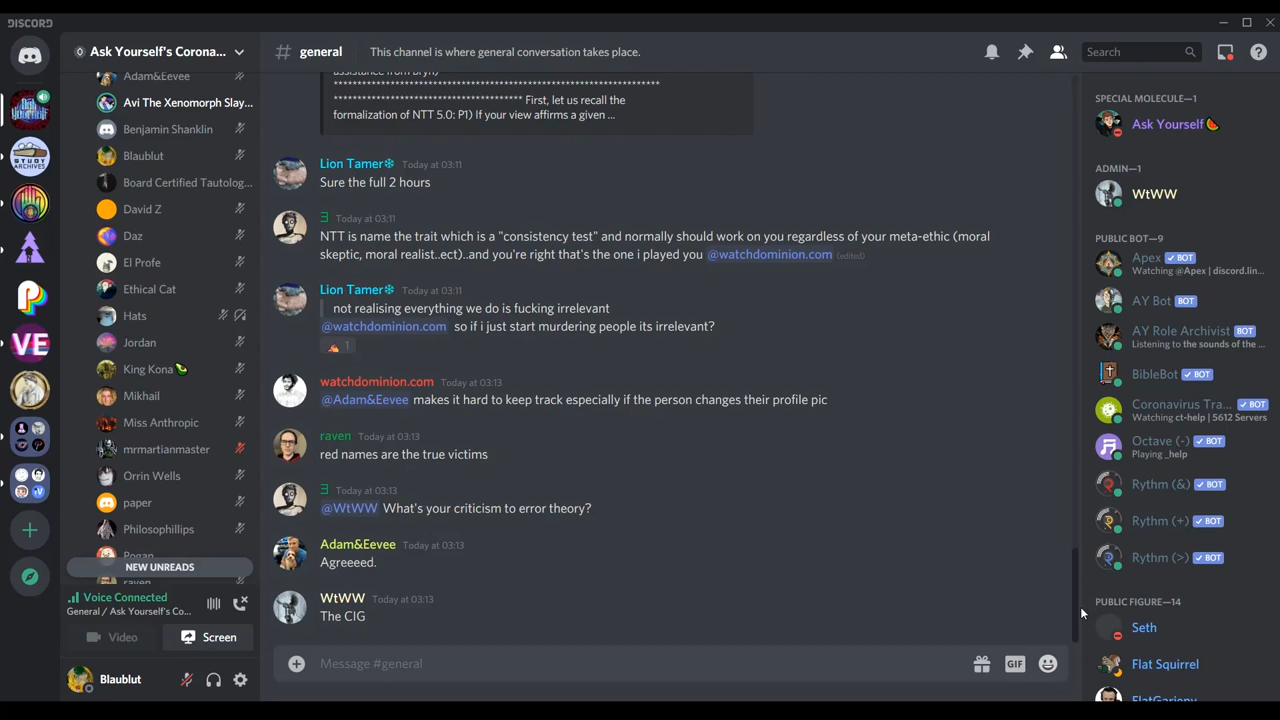 DISCORD
Ask Yourself's Corona...
general
This channel is where general conversation takes place.
Search
Adam&Eevee
Avi The Xenomorph Slay...
Benjamin Shanklin
Blaublut
Board Certified Tautolog...
David Z
Daz
El Profe
Ethical Cat
Hats
Jordan
King Kona
Mikhail
Miss Anthropic
mrmartianmaster
Orrin Wells
paper
Philosophillips
Pogan
raven
NEW UNREADS
Voice Connected
General / Ask Yourself's Co...
Video
Screen
Blaublut
STUDY
ARCHIVES
VE
assistance from Bryn)
******************************************************************
************************************** First, let us recall the
formalization of NTT 5.0: P1) If your view affirms a given ...
Lion Tamer❄ Today at 03:11
Sure the full 2 hours
Ǝ Today at 03:11
NTT is name the trait which is a "consistency test" and normally should work on you regardless of your meta-ethic (moral
skeptic, moral realist..ect)..and you're right that's the one i played you @watchdominion.com (edited)
Lion Tamer❄ Today at 03:11
not realising everything we do is fucking irrelevant
@watchdominion.com so if i just start murdering people its irrelevant?
1
watchdominion.com Today at 03:13
@Adam&Eevee makes it hard to keep track especially if the person changes their profile pic
raven Today at 03:13
red names are the true victims
Ǝ Today at 03:13
@WtWW What's your criticism to error theory?
Adam&Eevee Today at 03:13
Agreeeed.
WtWW Today at 03:13
The CIG
Message #general
GIF
SPECIAL MOLECULE—1
Ask Yourself🍉
ADMIN—1
WtWW
PUBLIC BOT—9
Apex ✔ BOT
Watching @Apex | discord.lin...
AY Bot BOT
AY Role Archivist BOT
Listening to the sounds of the ...
BibleBot ✔ BOT
Coronavirus Tra... ✔ BOT
Watching ct-help | 5612 Servers
Octave (-) ✔ BOT
Playing _help
Rythm (&) ✔ BOT
Rythm (+) ✔ BOT
Rythm (>) ✔ BOT
PUBLIC FIGURE—14
Seth
Flat Squirrel
FlatGarieny